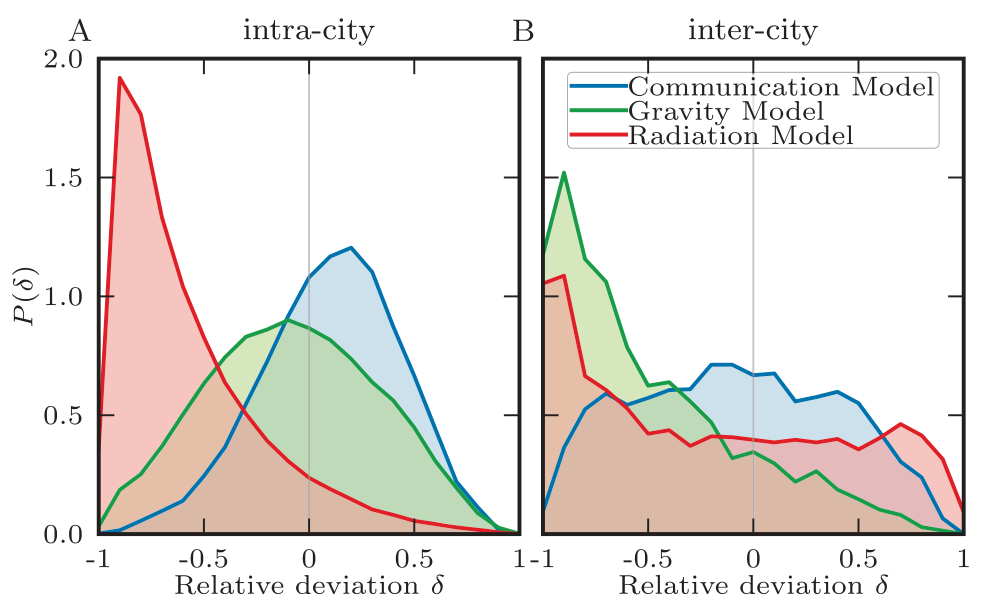 A intra-city
B inter-city
2.0
1.5
1.0
0.5
0.0
P(δ)
-1 -0.5 0 0.5 1
Relative deviation δ
Communication Model
Gravity Model
Radiation Model
-1 -0.5 0 0.5 1
Relative deviation δ